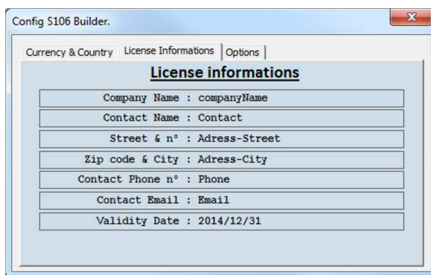 Config S106 Builder.
Currency & Country License Informations Options
License informations
Company Name : companyName
Contact Name : Contact
Street & n° : Adress-Street
Zip code & City : Adress-City
Contact Phone n° : Phone
Contact Email : Email
Validity Date : 2014/12/31